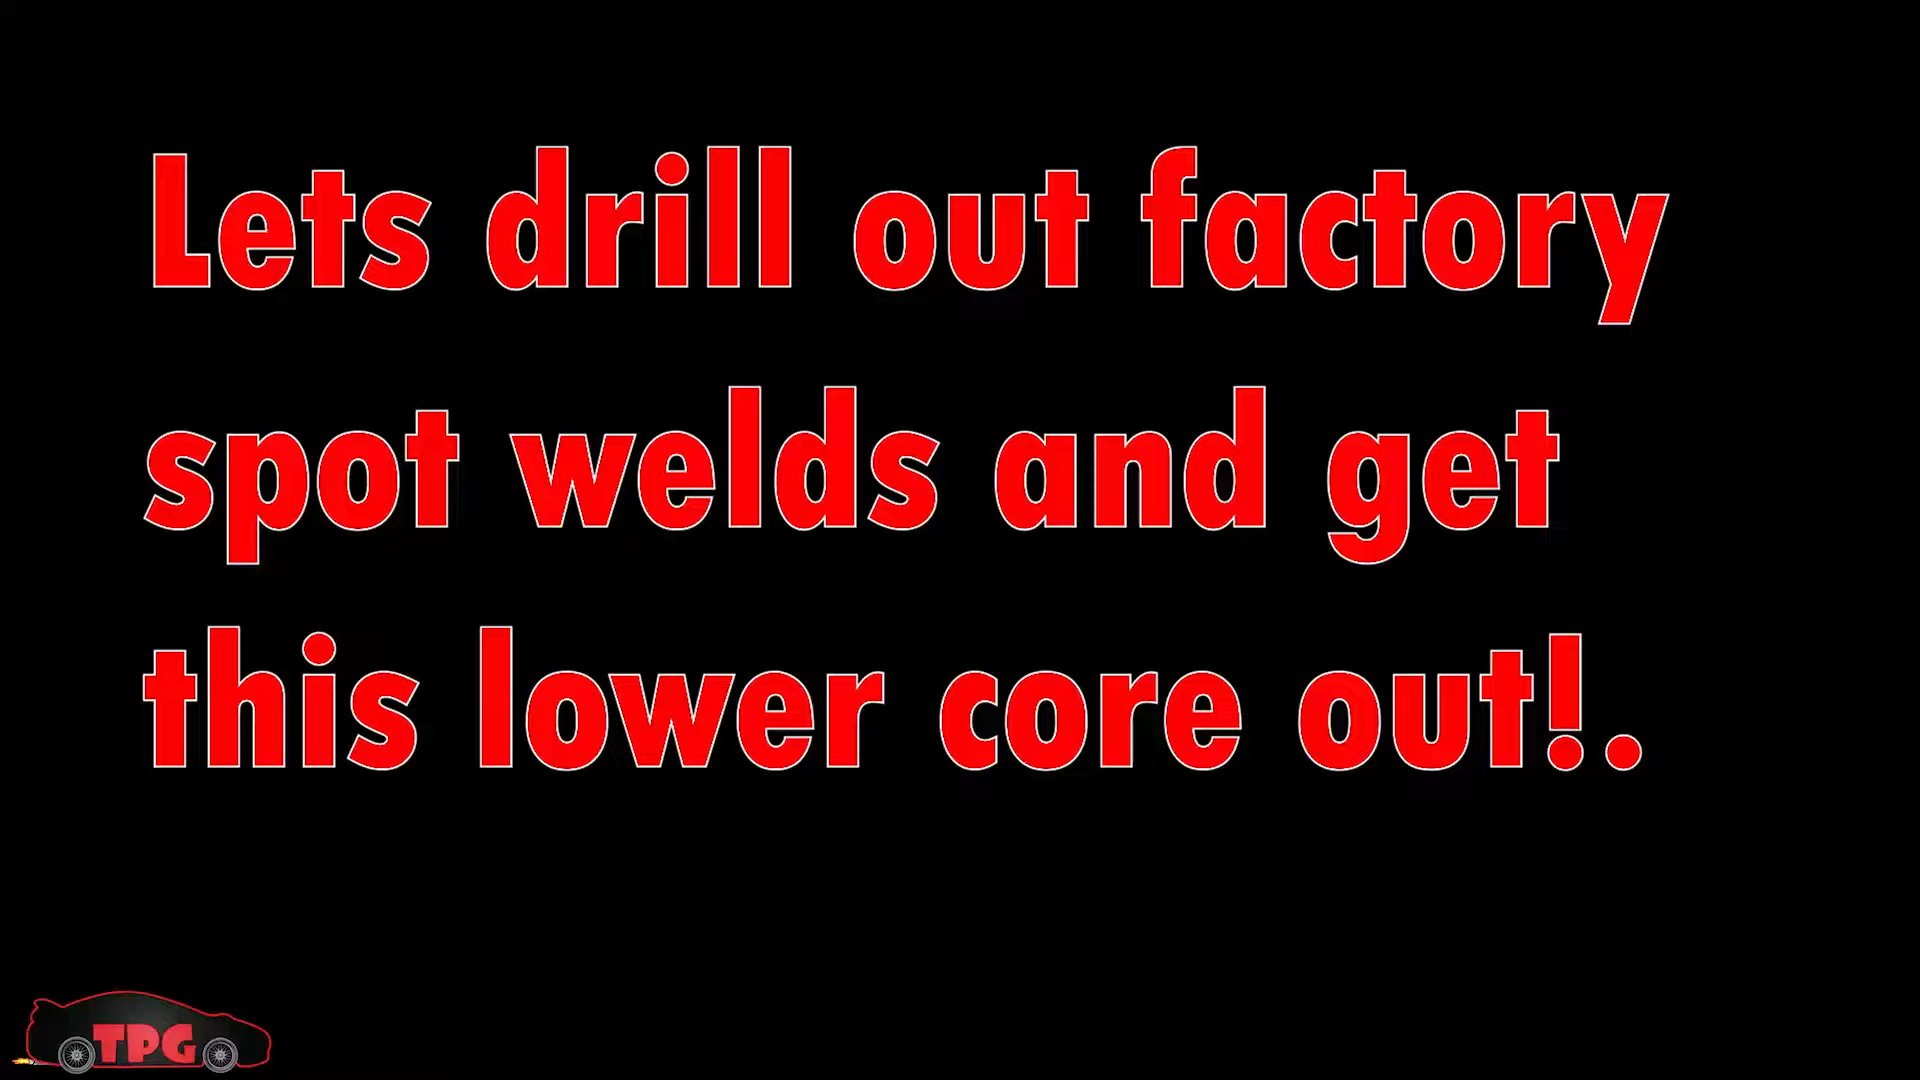 Lets drill out factory
spot welds and get
this lower core out!.
TPG